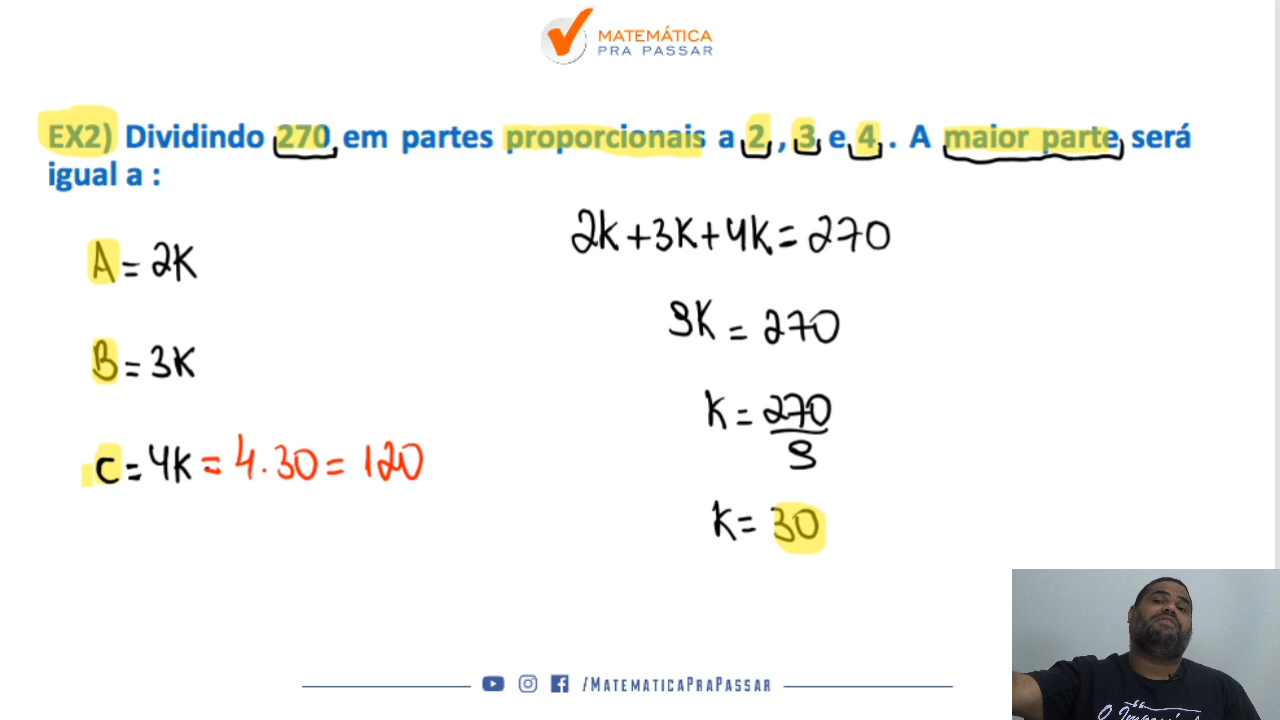 MATEMÁTICA
PRA PASSAR
EX2) Dividindo 270 em partes proporcionais a 2 , 3 e 4 . A maior parte será
igual a :
A = 2K
B = 3K
C = 4K = 4.30 = 120
2K+3K+4K = 270
9K = 270
K = 270
9
K = 30
/MATEMATICAPRAPASSAR